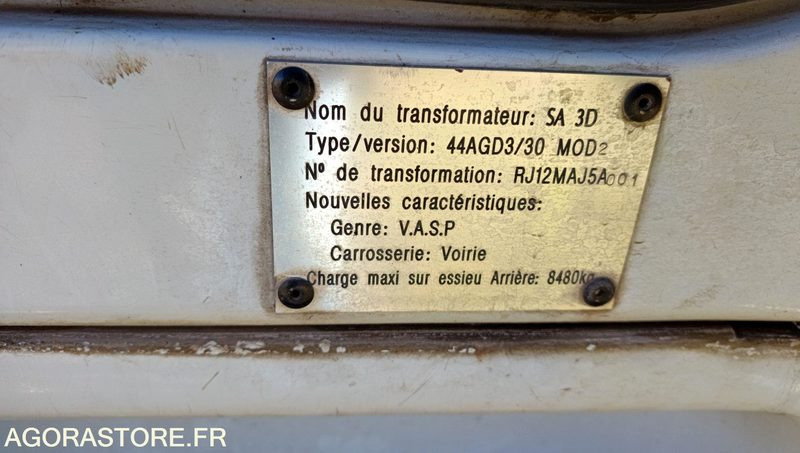 Nom du transformateur: SA 3D
Type/version: 44AGD3/30 MOD2
Nº de transformation: RJ12MAJ5A001
Nouvelles caractéristiques:
Genre: V.A.S.P
Carrosserie: Voirie
Charge maxi sur essieu Arrière: 8480kg
AGORASTORE.FR